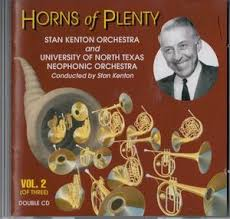 HORNS of PLENTY
STAN KENTON ORCHESTRA
and
UNIVERSITY OF NORTH TEXAS
NEOPHONIC ORCHESTRA
Conducted by Stan Kenton
VOL. 2
(OF THREE)
DOUBLE CD